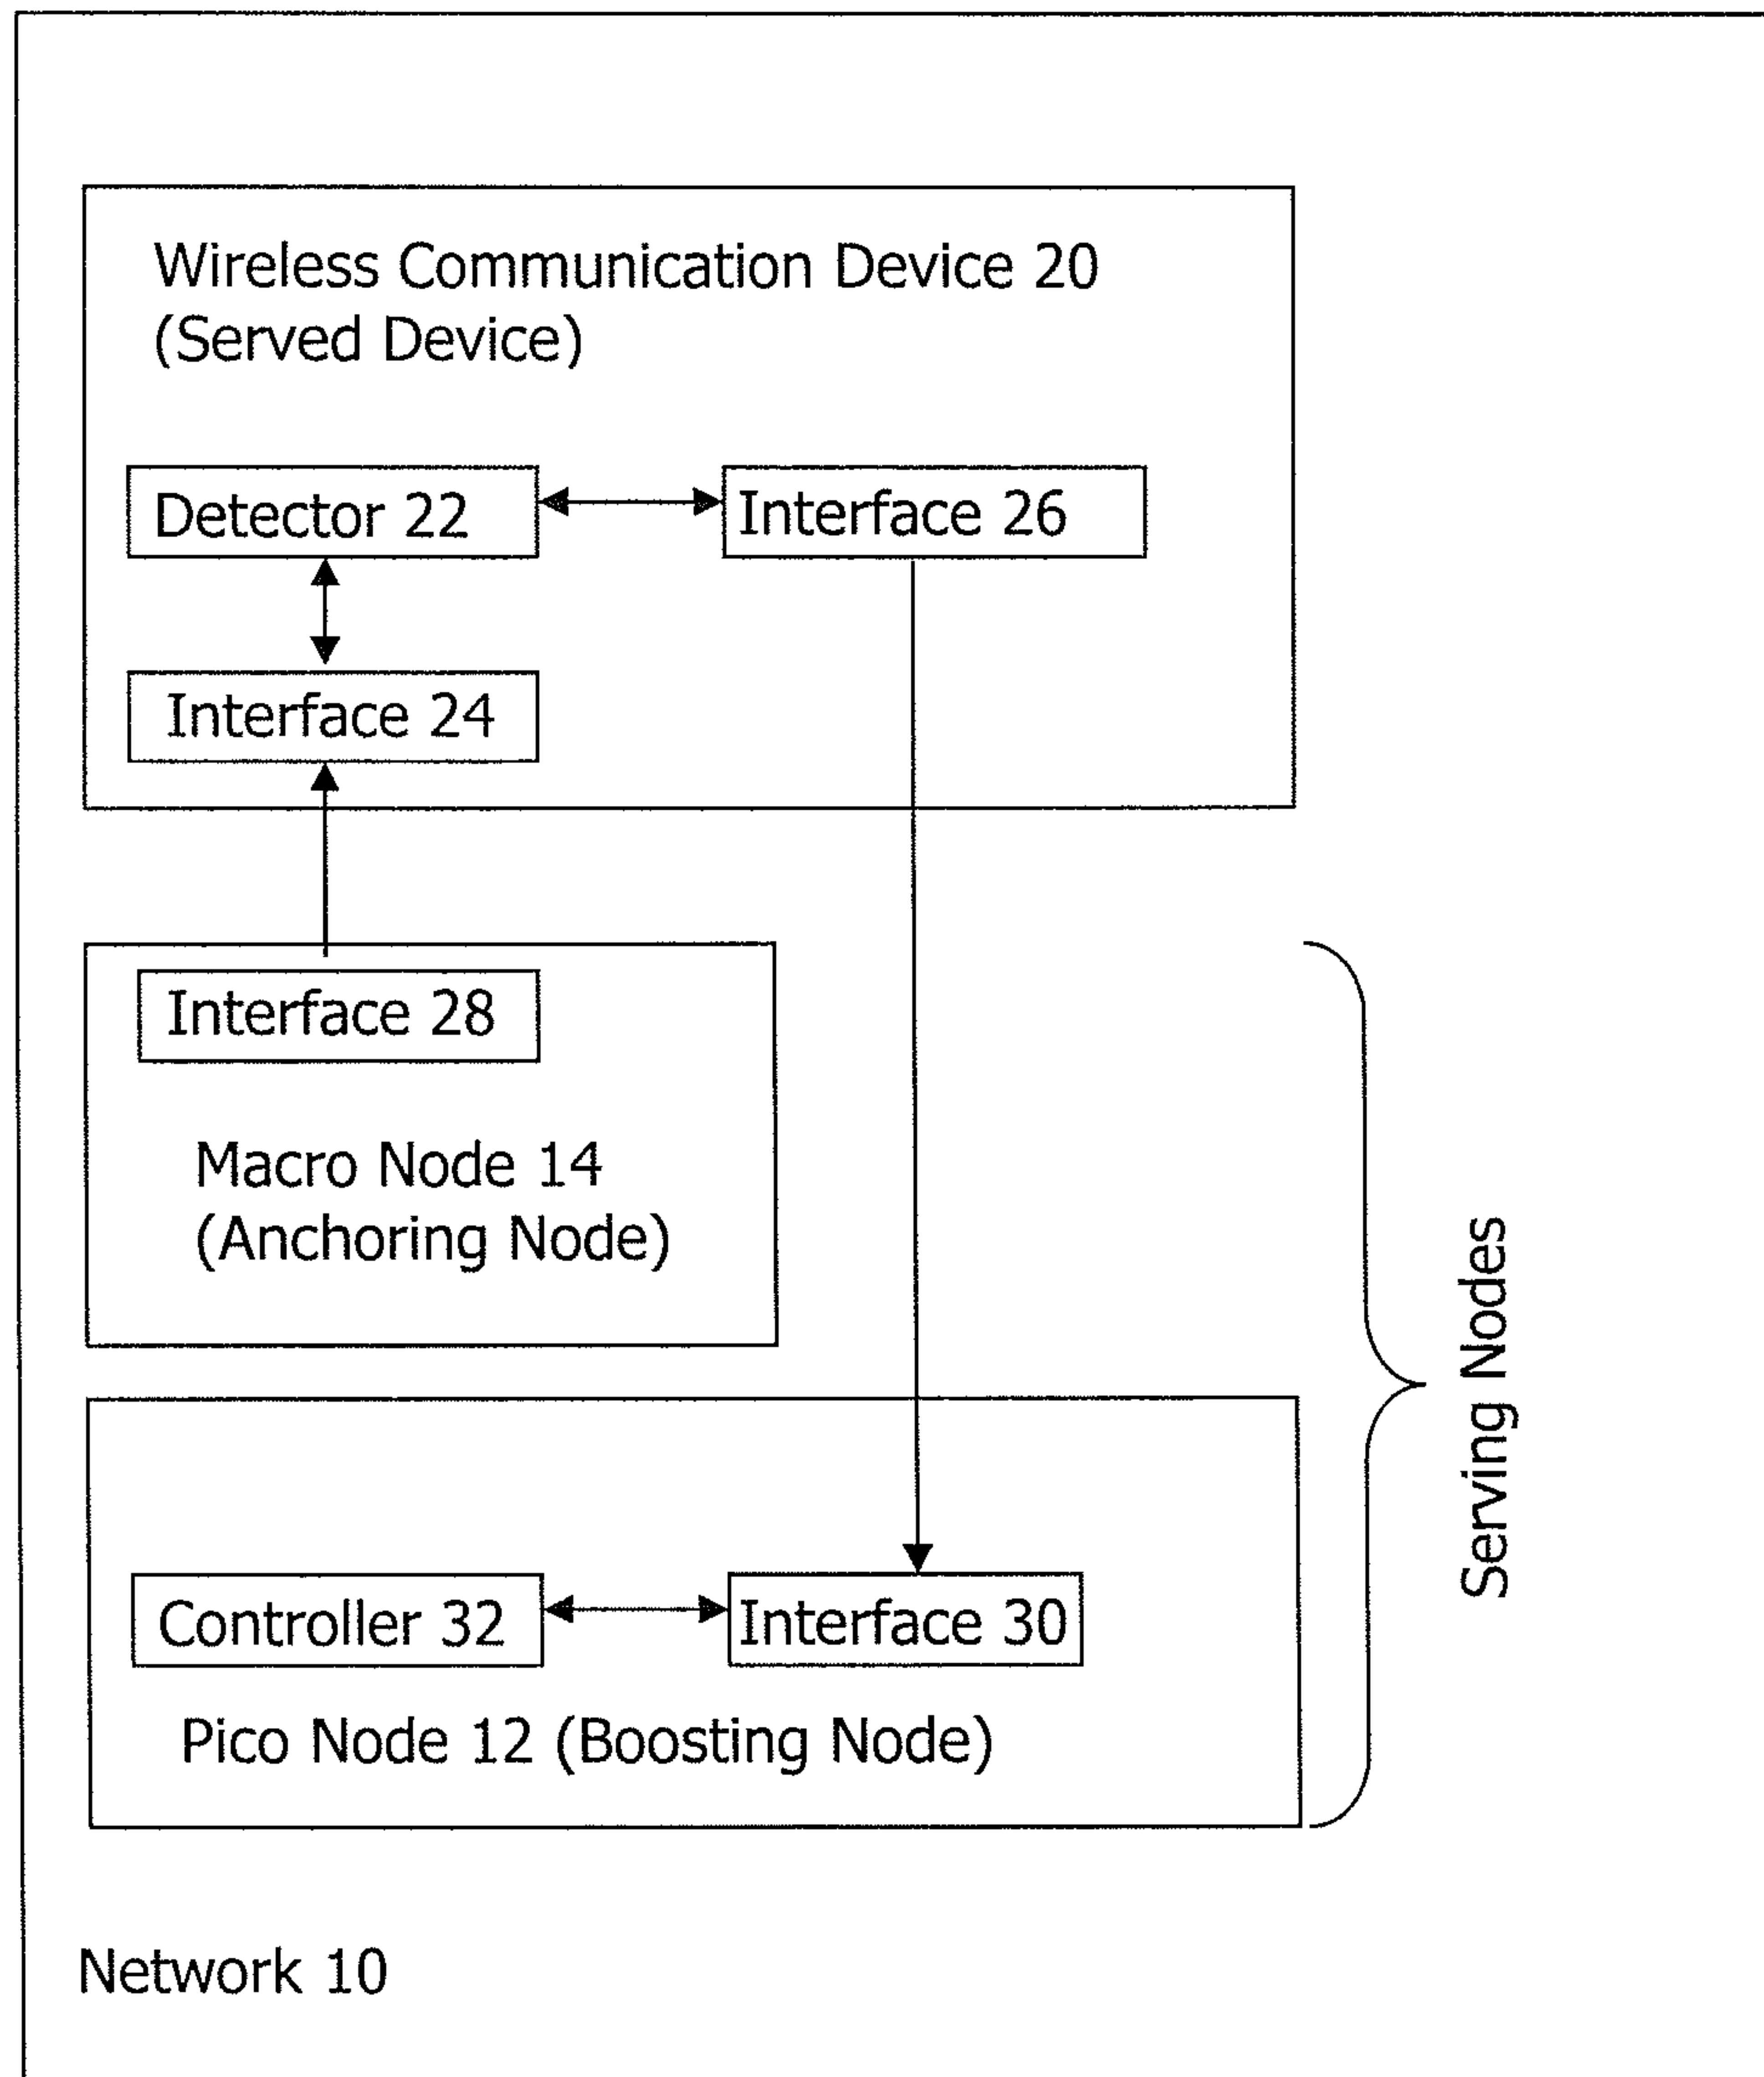 Wireless Communication Device 20
(Served Device)
Detector 22
Interface 26
Interface 24
Interface 28
Macro Node 14
(Anchoring Node)
Serving Nodes
Controller 32
Interface 30
Pico Node 12 (Boosting Node)
Network 10